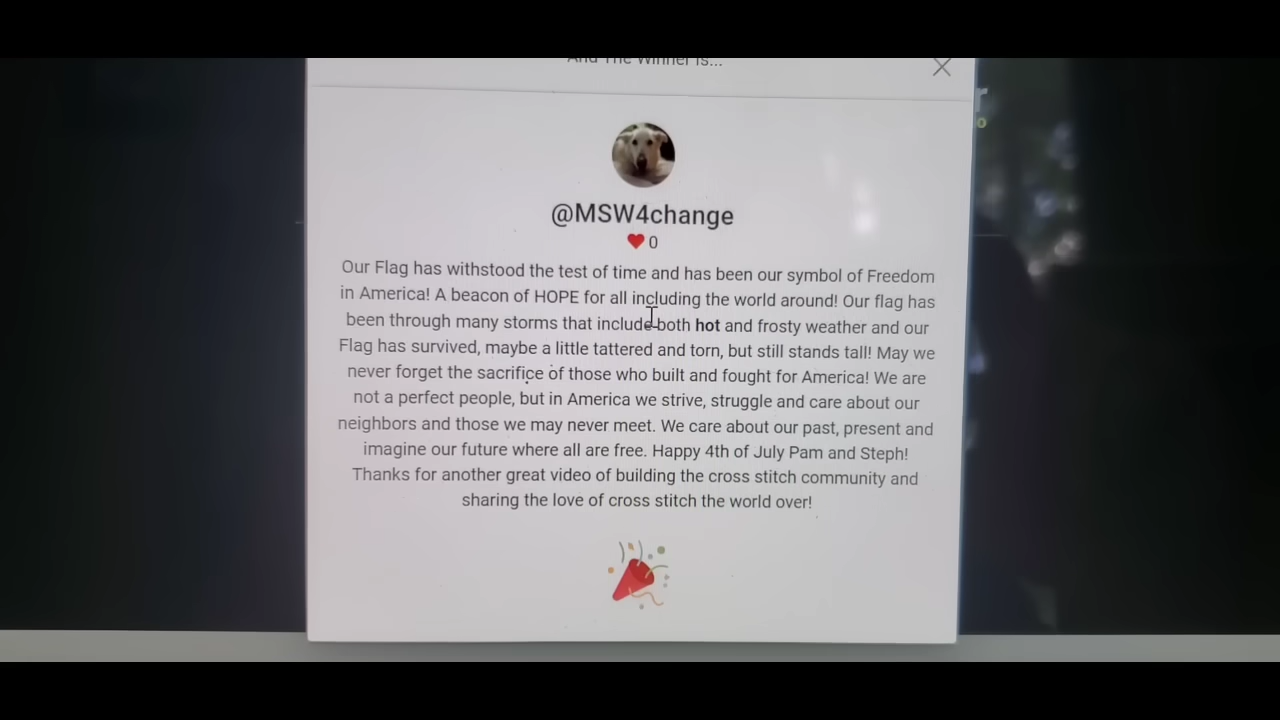 And The Winner is...
@MSW4change
0
Our Flag has withstood the test of time and has been our symbol of Freedom
in America! A beacon of HOPE for all including the world around! Our flag has
been through many storms that include both hot and frosty weather and our
Flag has survived, maybe a little tattered and torn, but still stands tall! May we
never forget the sacrifice of those who built and fought for America! We are
not a perfect people, but in America we strive, struggle and care about our
neighbors and those we may never meet. We care about our past, present and
imagine our future where all are free. Happy 4th of July Pam and Steph!
Thanks for another great video of building the cross stitch community and
sharing the love of cross stitch the world over!